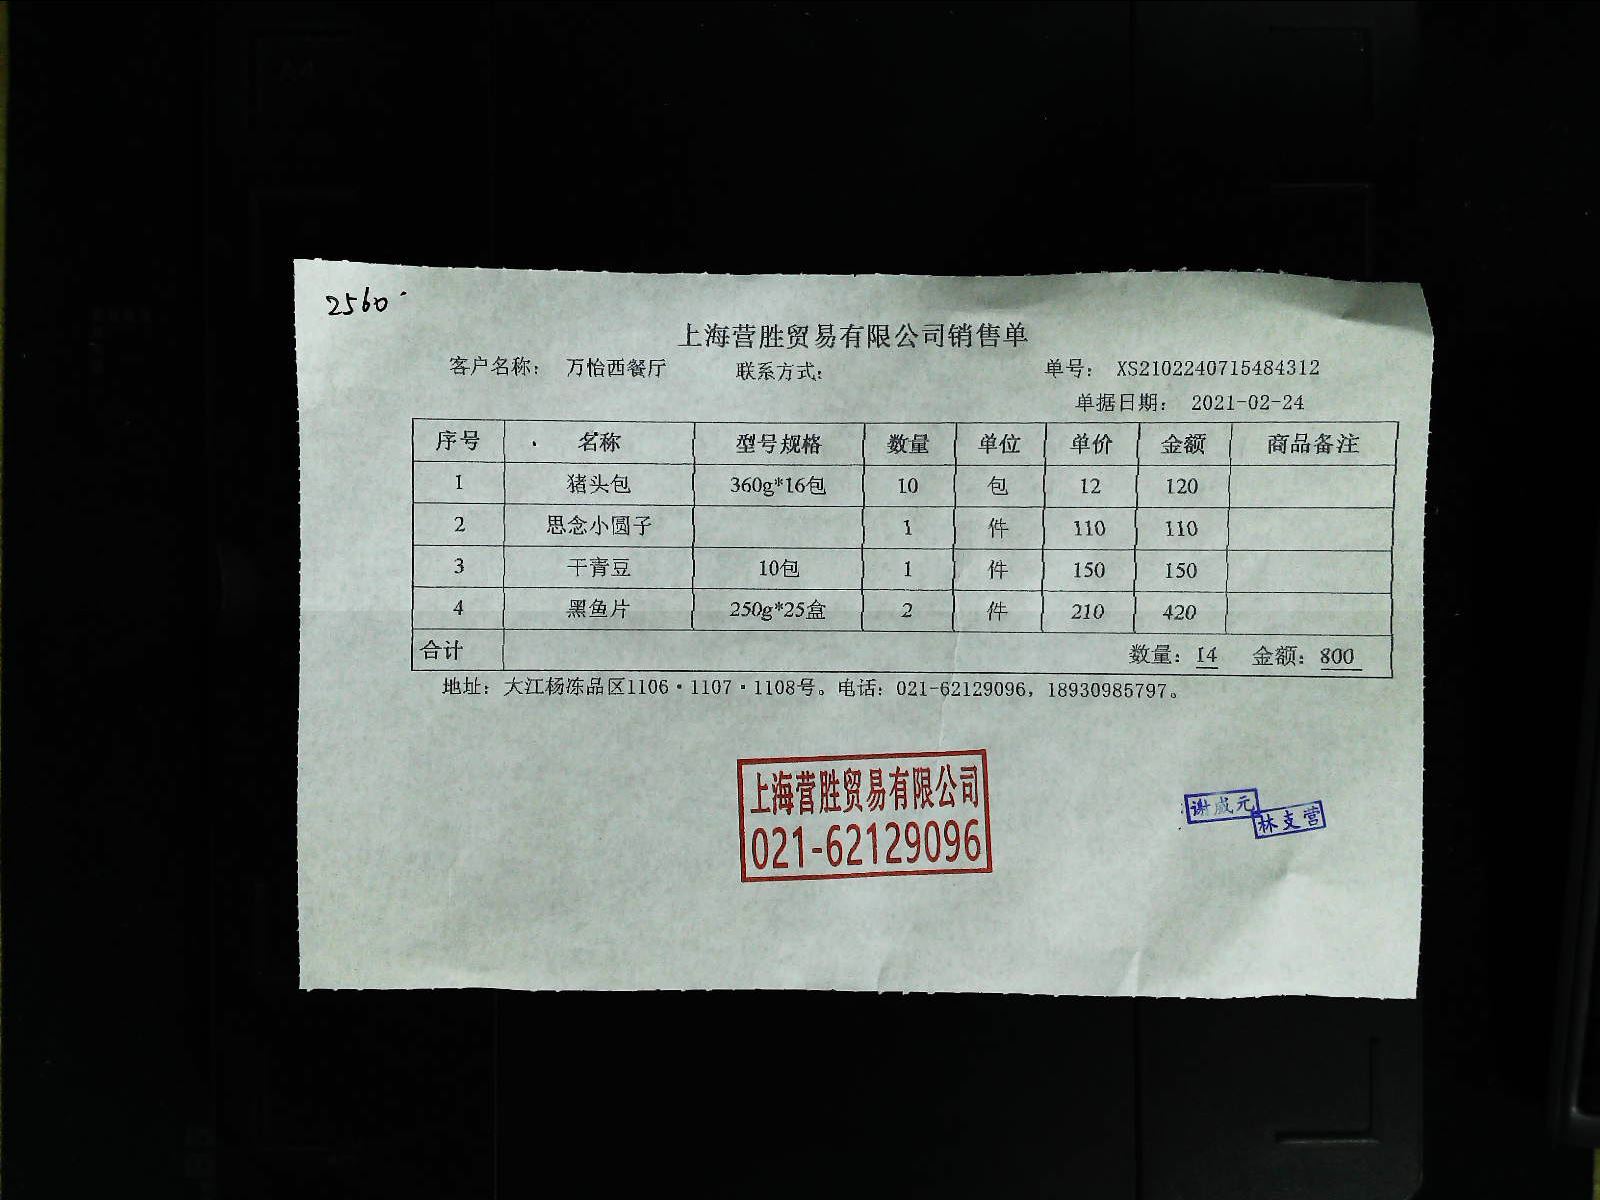 2560
上海营胜贸易有限公司销售单
客户名称： 万怡西餐厅 联系方式： 单号： XS2102240715484312
单据日期： 2021-02-24
序号 名称 型号规格 数量 单位 单价 金额 商品备注
1 猪头包 360g*16包 10 包 12 120
2 思念小圆子 1 件 110 110
3 干青豆 10包 1 件 150 150
4 黑鱼片 250g*25盒 2 件 210 420
合计 数量：14 金额：800
地址：大江杨冻品区1106·1107·1108号。电话：021-62129096，18930985797。
上海营胜贸易有限公司
021-62129096
谢威元
林支营